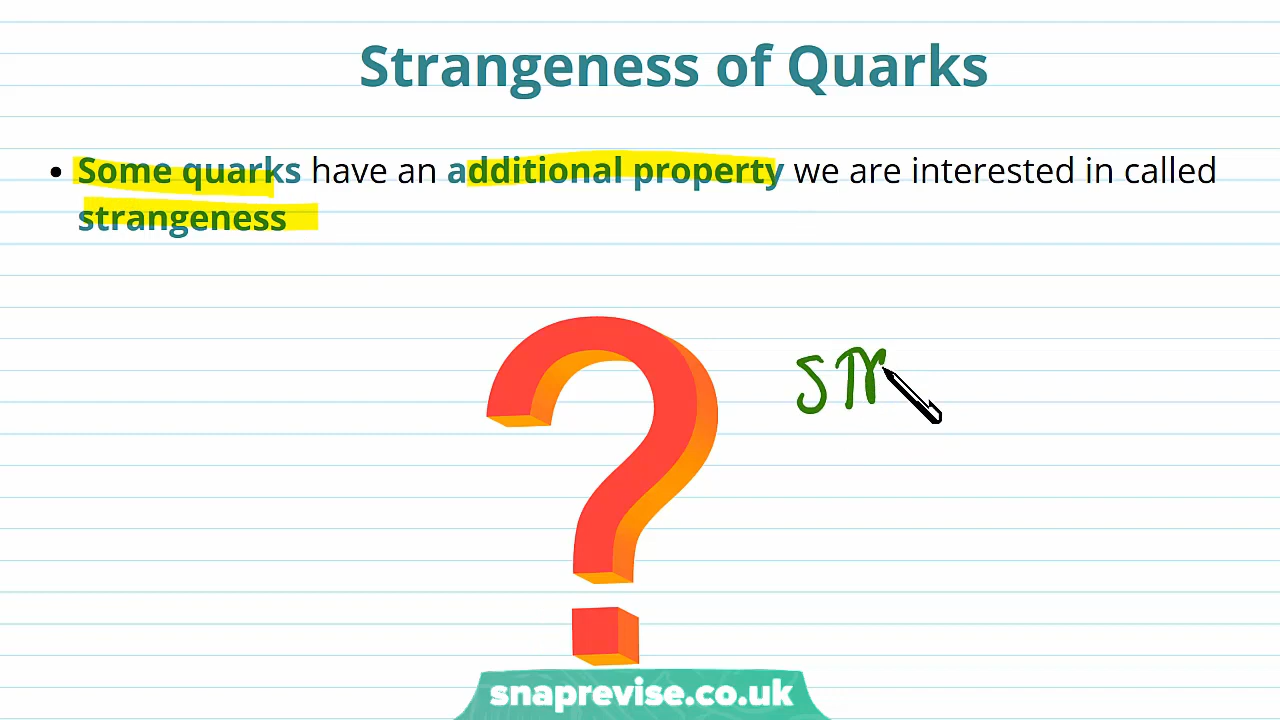 Strangeness of Quarks
• Some quarks have an additional property we are interested in called
strangeness
?
str
snaprevise.co.uk